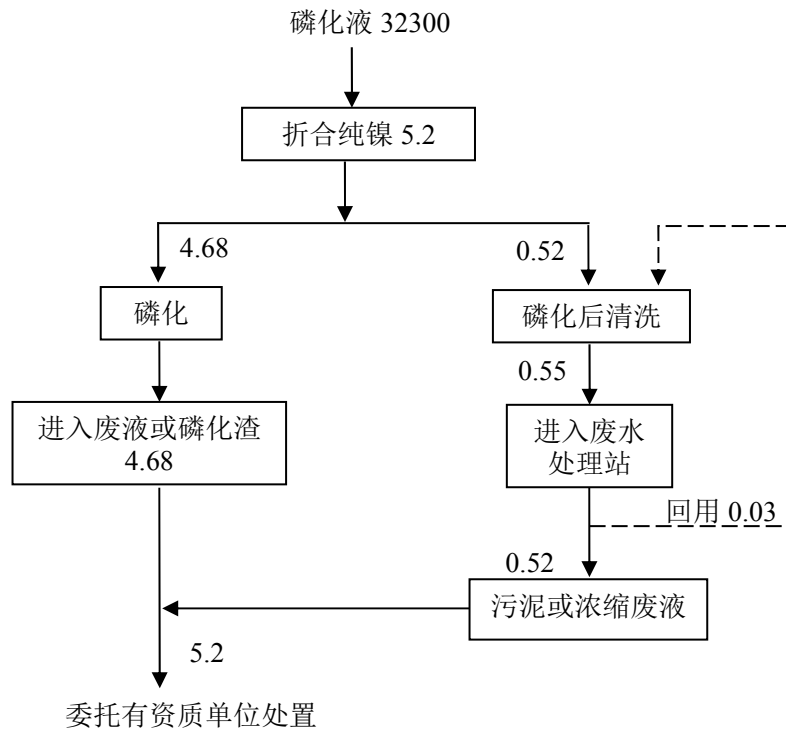 磷化液 32300
折合纯镍 5.2
4.68
0.52
磷化
磷化后清洗
0.55
进入废液或磷化渣
4.68
进入废水
处理站
回用 0.03
0.52
污泥或浓缩废液
5.2
委托有资质单位处置